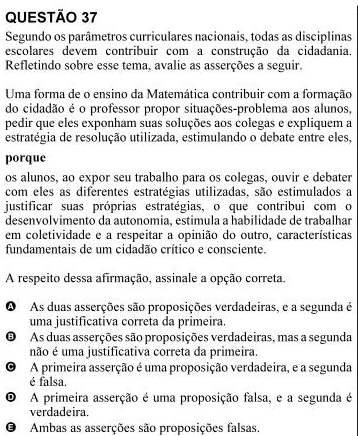 QUESTÃO 37
Segundo os parâmetros curriculares nacionais, todas as disciplinas
escolares devem contribuir com a construção da cidadania.
Refletindo sobre esse tema, avalie as asserções a seguir.
Uma forma de o ensino da Matemática contribuir com a formação
do cidadão é o professor propor situações-problema aos alunos,
pedir que eles exponham suas soluções aos colegas e expliquem a
estratégia de resolução utilizada, estimulando o debate entre eles,
porque
os alunos, ao expor seu trabalho para os colegas, ouvir e debater
com eles as diferentes estratégias utilizadas, são estimulados a
justificar suas próprias estratégias, o que contribui com o
desenvolvimento da autonomia, estimula a habilidade de trabalhar
em coletividade e a respeitar a opinião do outro, características
fundamentais de um cidadão crítico e consciente.
A respeito dessa afirmação, assinale a opção correta.
A As duas asserções são proposições verdadeiras, e a segunda é
uma justificativa correta da primeira.
B As duas asserções são proposições verdadeiras, mas a segunda
não é uma justificativa correta da primeira.
C A primeira asserção é uma proposição verdadeira, e a segunda
é falsa.
D A primeira asserção é uma proposição falsa, e a segunda é
verdadeira.
E Ambas as asserções são proposições falsas.